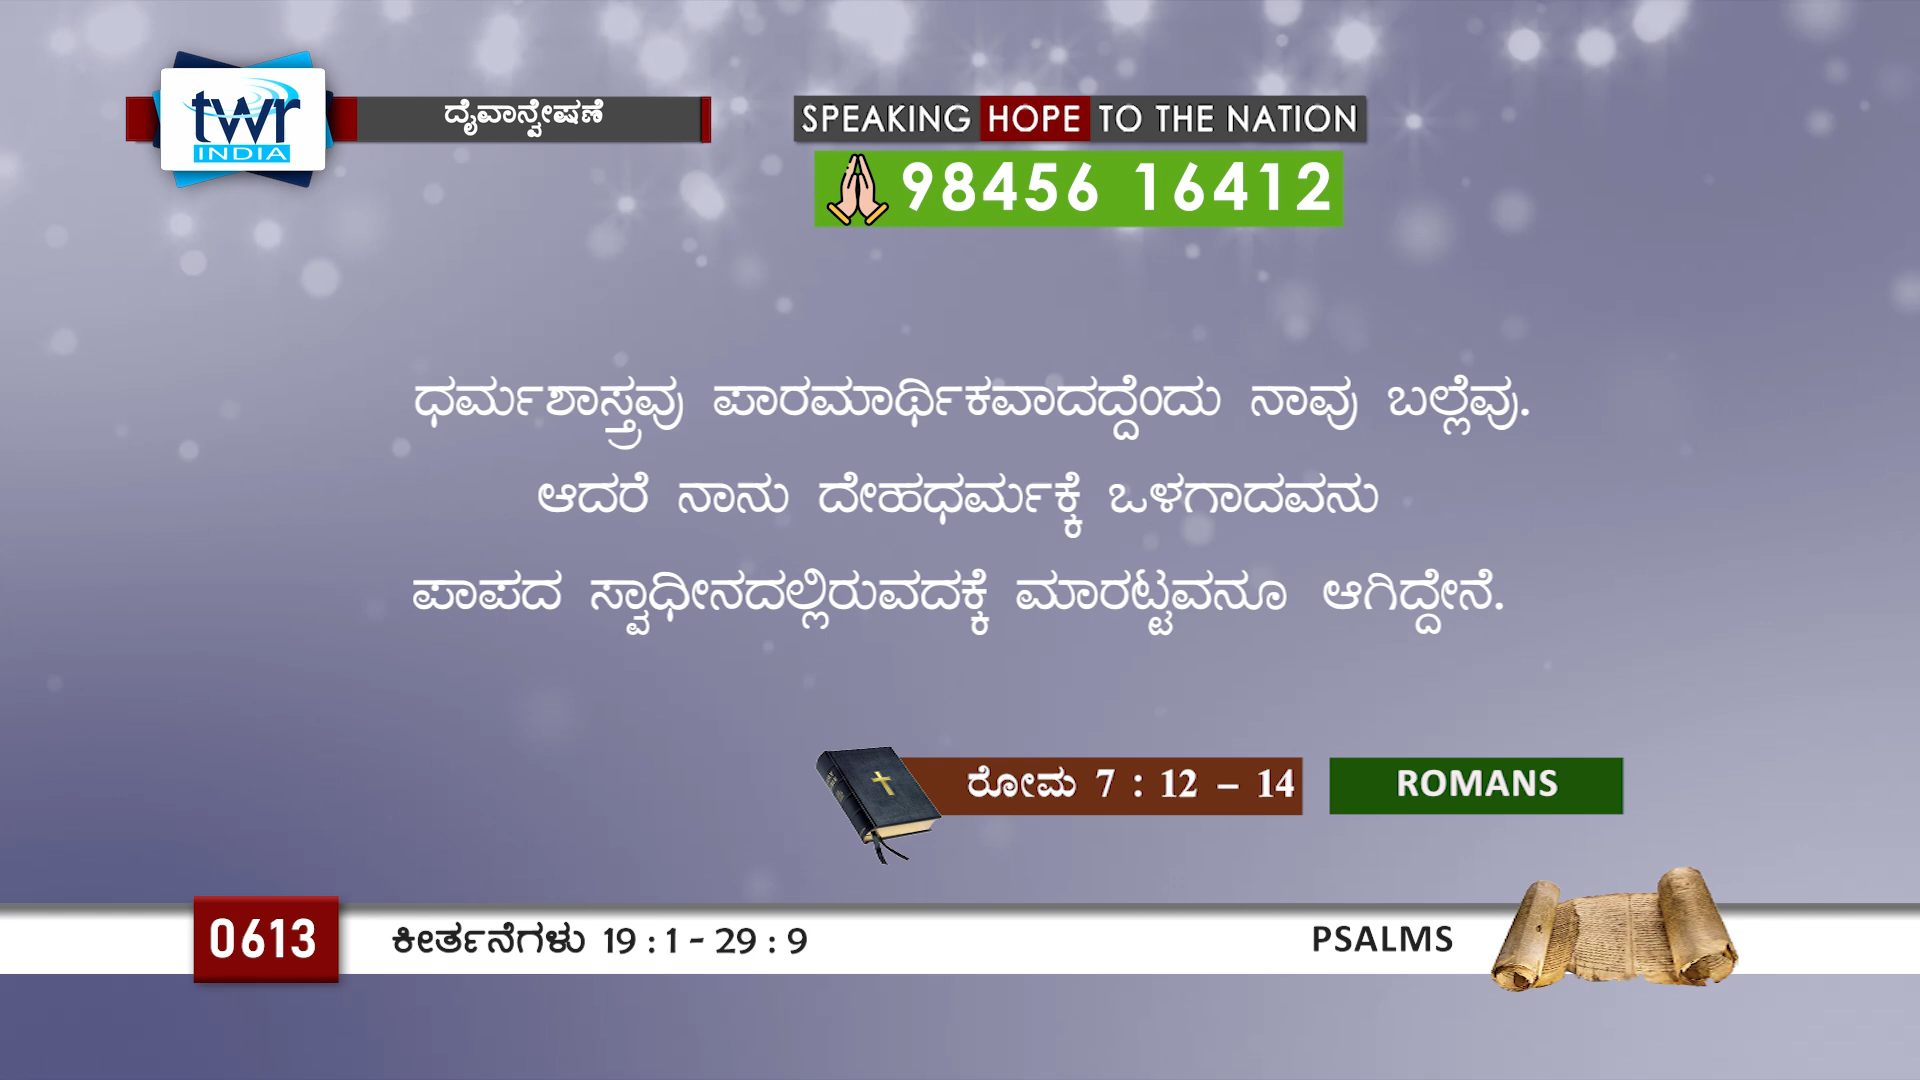 twr
INDIA
ದೈವಾನ್ವೇಷಣೆ
SPEAKING HOPE TO THE NATION
98456 16412
ಧರ್ಮಶಾಸ್ತ್ರವು ಪಾರಮಾರ್ಥಿಕವಾದದ್ದೆಂದು ನಾವು ಬಲ್ಲೆವು.
ಆದರೆ ನಾನು ದೇಹಧರ್ಮಕ್ಕೆ ಒಳಗಾದವನು
ಪಾಪದ ಸ್ವಾಧೀನದಲ್ಲಿರುವದಕ್ಕೆ ಮಾರಟ್ಟವನೂ ಆಗಿದ್ದೇನೆ.
ರೋಮ 7 : 12 – 14
ROMANS
0613
ಕೀರ್ತನೆಗಳು 19 : 1 - 29 : 9
PSALMS